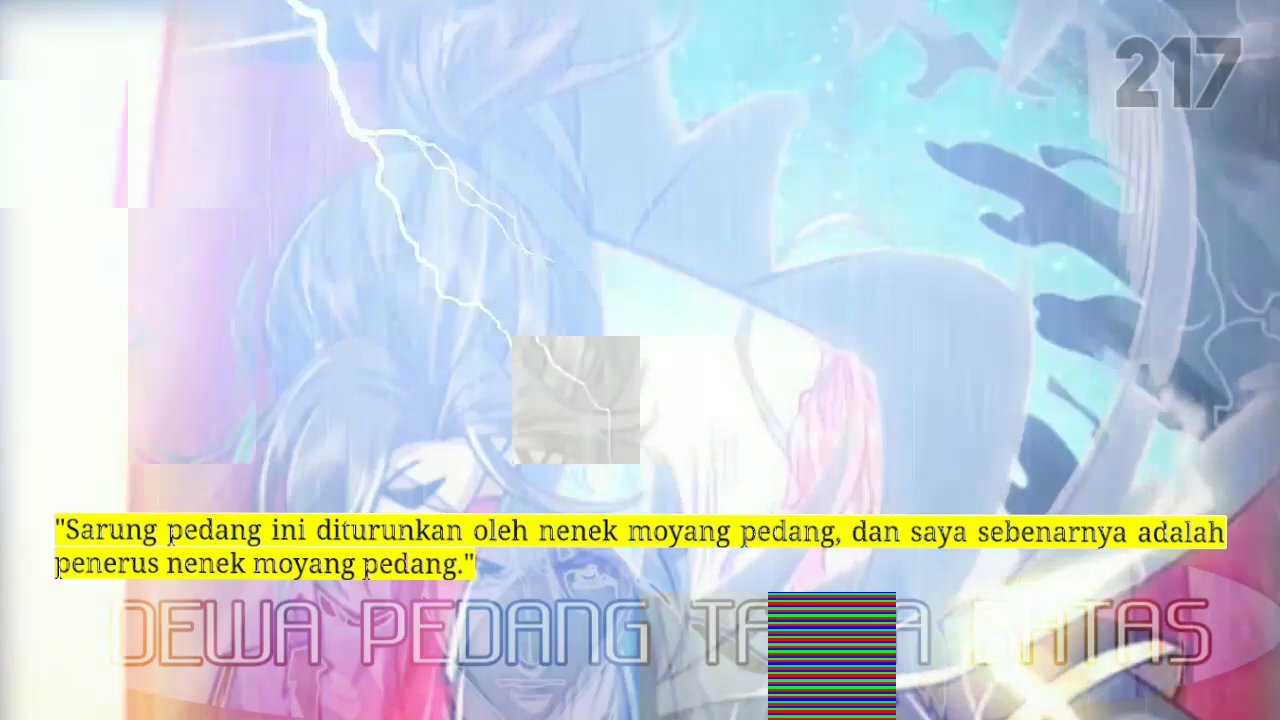 217
"Sarung pedang ini diturunkan oleh nenek moyang pedang, dan saya sebenarnya adalah
penerus nenek moyang pedang."
DEWA PEDANG